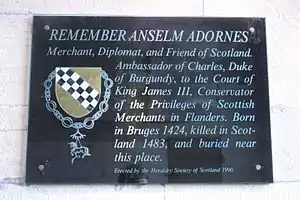 REMEMBER ANSELM ADORNES
Merchant, Diplomat, and Friend of Scotland.
Ambassador of Charles, Duke
of Burgundy, to the Court of
King James III, Conservator
of the Privileges of Scottish
Merchants in Flanders. Born
in Bruges 1424, killed in Scot-
land 1483, and buried near
this place.
Erected by the Heraldry Society of Scotland 1990.